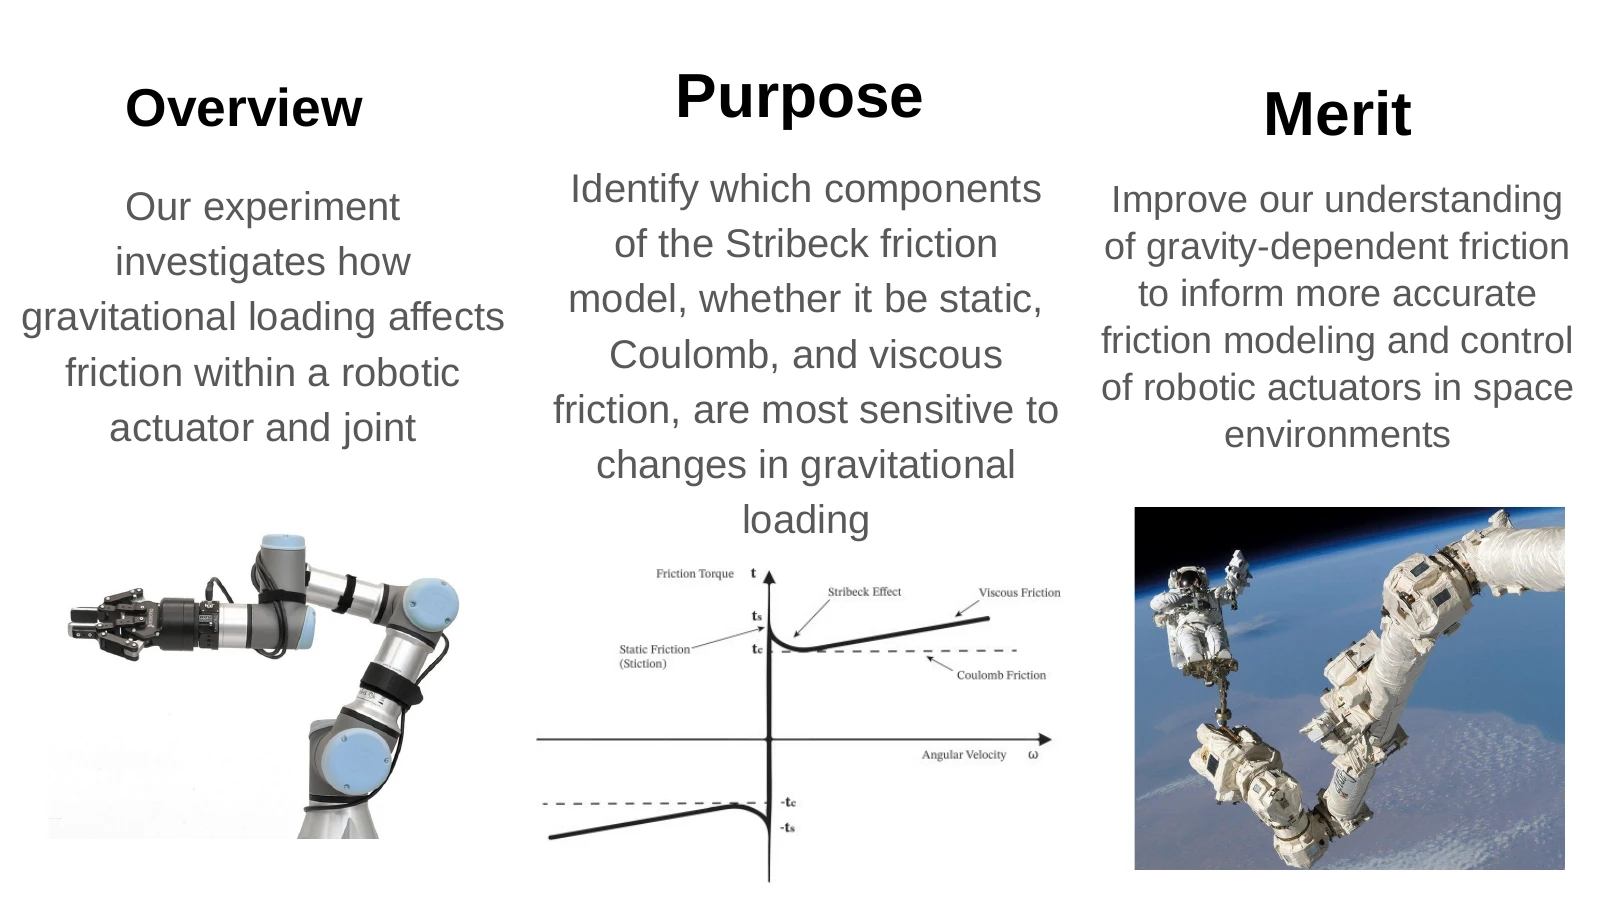 Overview
Our experiment
investigates how
gravitational loading affects
friction within a robotic
actuator and joint
Purpose
Identify which components
of the Stribeck friction
model, whether it be static,
Coulomb, and viscous
friction, are most sensitive to
changes in gravitational
loading
Friction Torque t
Stribeck Effect
Viscous Friction
ts
Static Friction
(Stiction)
tc
Coulomb Friction
Angular Velocity ω
-tc
-ts
Merit
Improve our understanding
of gravity-dependent friction
to inform more accurate
friction modeling and control
of robotic actuators in space
environments